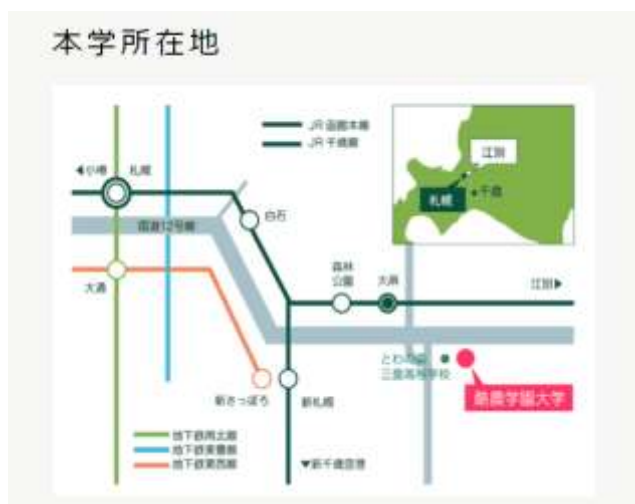 本学所在地
JR函館本線
JR千歳線
江別
札幌
千歳
◀小樽
札幌
白石
国道12号線
大通
森林
公園
大麻
江別▶
とわの森
三愛高等学校
酪農学園大学
新さっぽろ
新札幌
地下鉄南北線
地下鉄東豊線
地下鉄東西線
▼新千歳空港